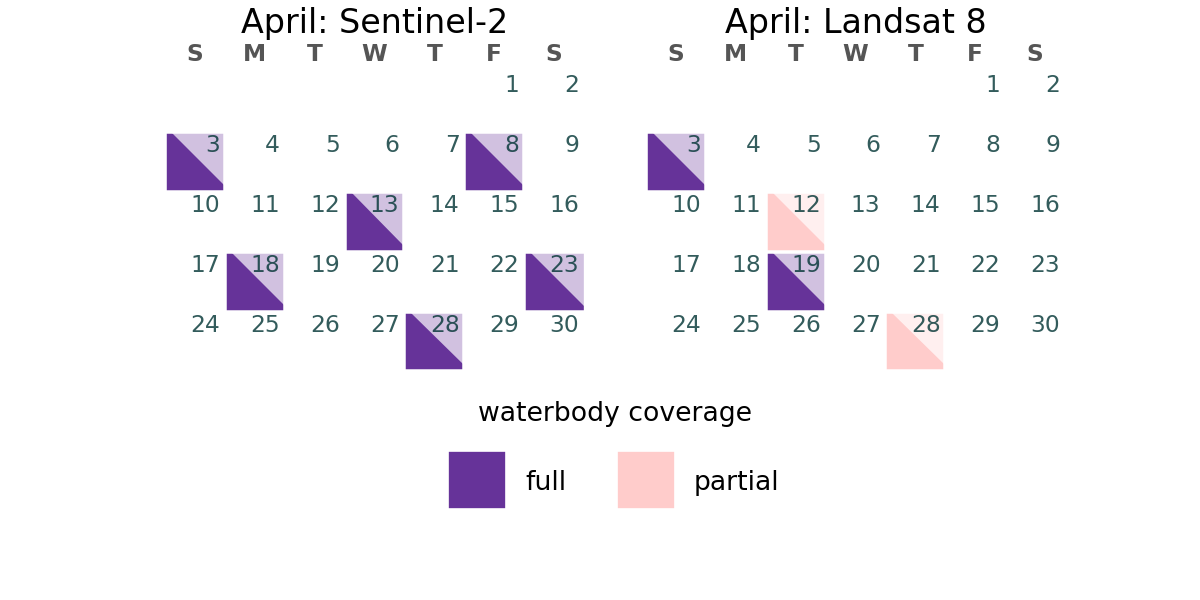 April: Sentinel-2
S M T W T F S
1 2
3 4 5 6 7 8 9
10 11 12 13 14 15 16
17 18 19 20 21 22 23
24 25 26 27 28 29 30
April: Landsat 8
S M T W T F S
1 2
3 4 5 6 7 8 9
10 11 12 13 14 15 16
17 18 19 20 21 22 23
24 25 26 27 28 29 30
waterbody coverage
full
partial